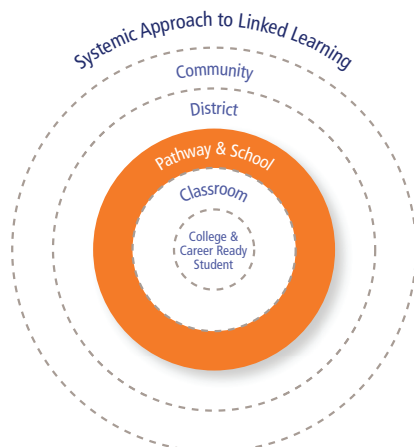 Systemic Approach to Linked Learning
Community
District
Pathway & School
Classroom
College &
Career Ready
Student